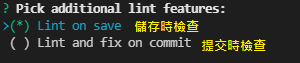 ? Pick additional lint features:
>(*) Lint on save 儲存時檢查
( ) Lint and fix on commit 提交時檢查